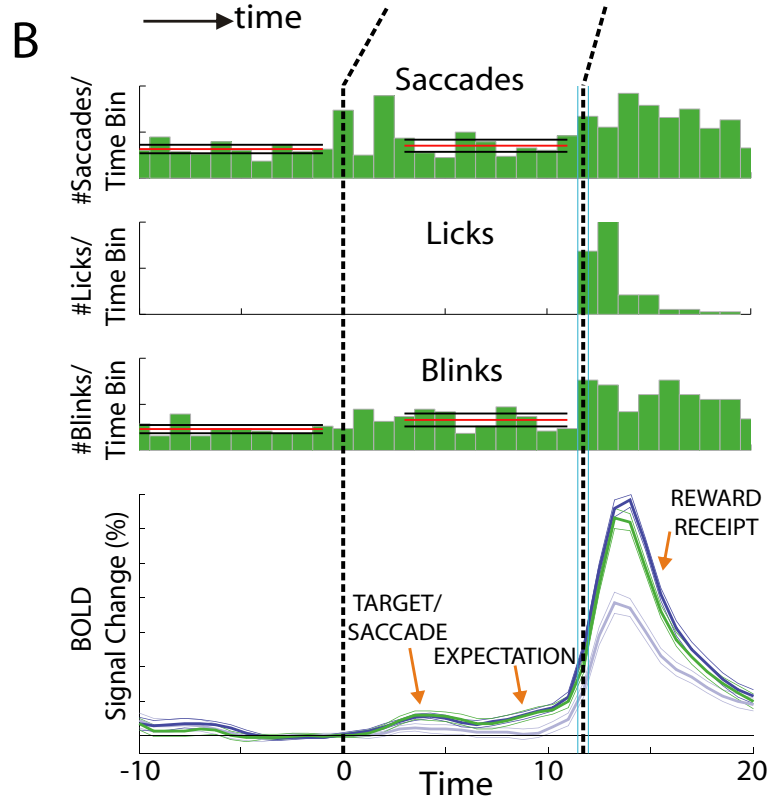 B
time
Saccades
#Saccades/
Time Bin
Licks
#Licks/
Time Bin
Blinks
#Blinks/
Time Bin
BOLD
Signal Change (%)
TARGET/
SACCADE
EXPECTATION
REWARD
RECEIPT
-10 0 10 20
Time